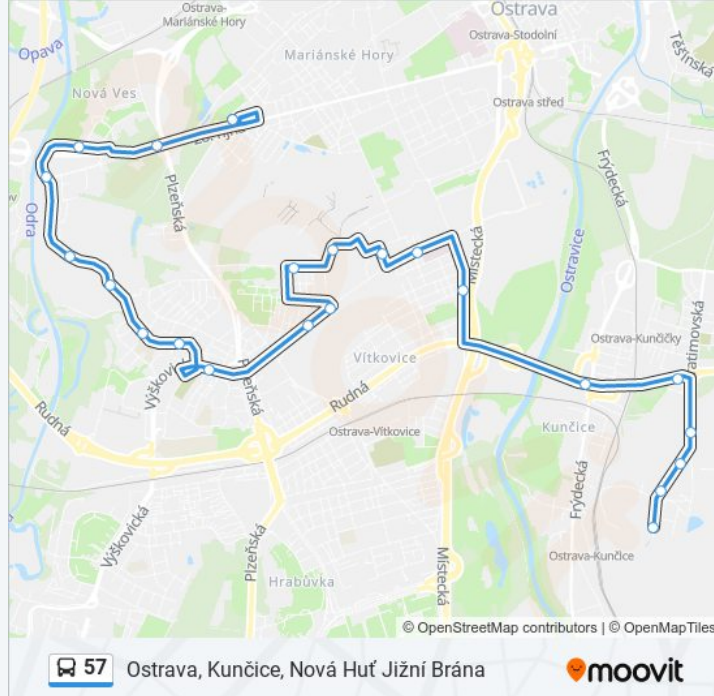 Ostrava-
Mariánské Hory
Ostrava
Opava
Mariánské Hory
Ostrava-Stodolní
Těšínská
Nová Ves
Ostrava střed
Plzeňská
Frýdecká
Odra
Místecká
Ostravice
Ostrava-Kunčičky
Vítkovice
Plzeňská
Rudná
Rudná
Ostrava-Vítkovice
Kunčice
Výškovická
Frýdecká
Plzeňská
Místecká
Ostrava-Kunčice
Hrabůvka
© OpenStreetMap contributors | © OpenMapTiles
57 Ostrava, Kunčice, Nová Huť Jižní Brána
moovit